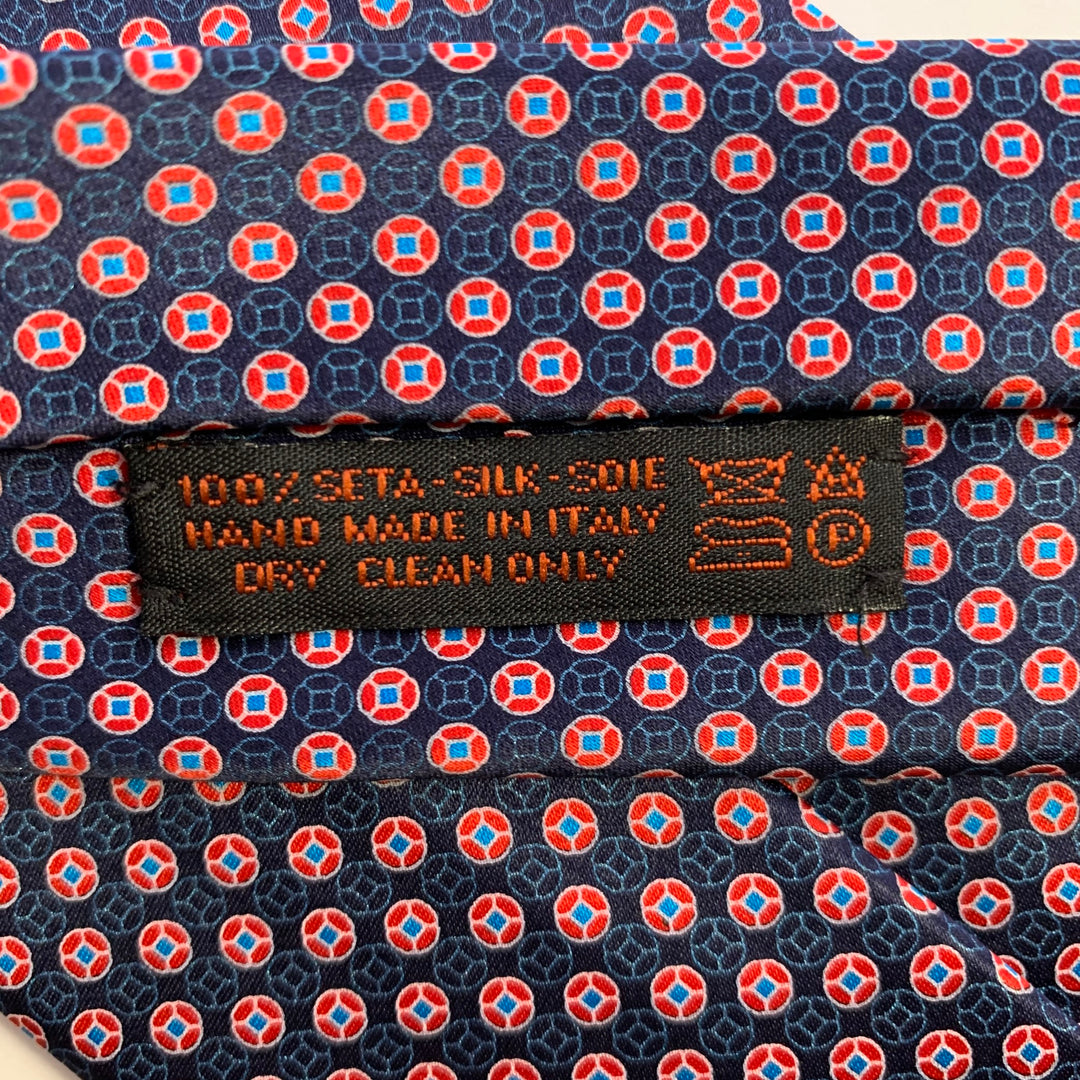 100% SETA-SILK-SOIE
HAND MADE IN ITALY
DRY CLEAN ONLY
P